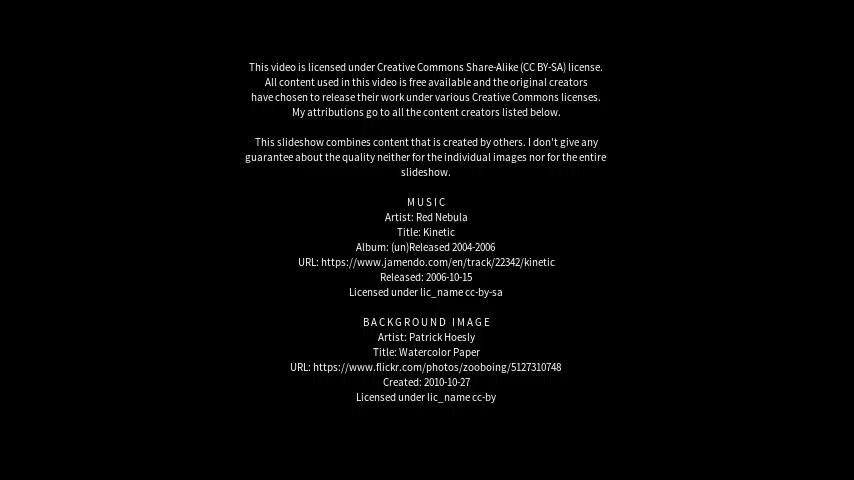 This video is licensed under Creative Commons Share-Alike (CC BY-SA) license.
All content used in this video is free available and the original creators
have chosen to release their work under various Creative Commons licenses.
My attributions go to all the content creators listed below.
This slideshow combines content that is created by others. I don't give any
guarantee about the quality neither for the individual images nor for the entire
slideshow.
MUSIC
Artist: Red Nebula
Title: Kinetic
Album: (un)Released 2004-2006
URL: https://www.jamendo.com/en/track/22342/kinetic
Released: 2006-10-15
Licensed under lic_name cc-by-sa
BACKGROUND IMAGE
Artist: Patrick Hoesly
Title: Watercolor Paper
URL: https://www.flickr.com/photos/zooboing/5127310748
Created: 2010-10-27
Licensed under lic_name cc-by